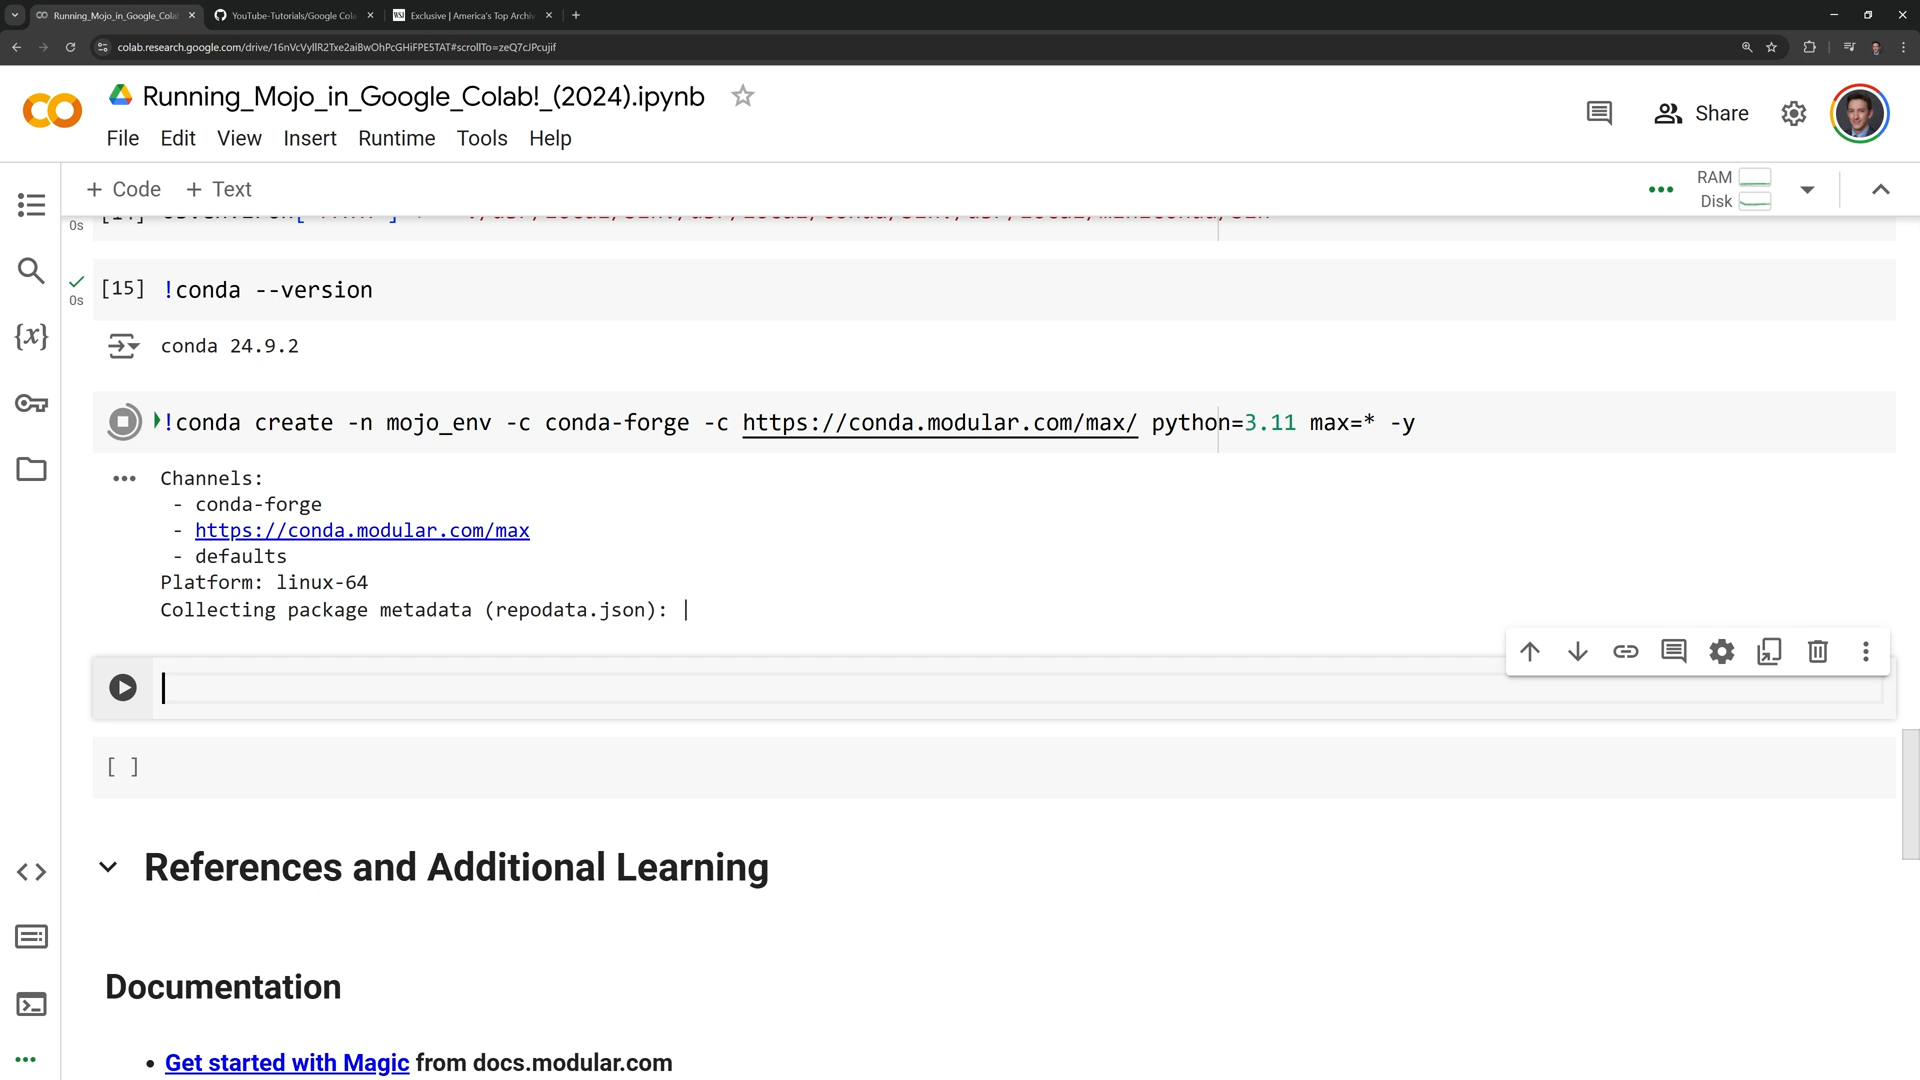 Running_Mojo_in_Google_Cola
YouTube-Tutorials/Google Cola
WSJ
Exclusive | America's Top Archiv
colab.research.google.com/drive/16nVcVyllR2Txe2aiBwOhPcGHiFPE5TAT#scrollTo=zeQ7cJPcujif
Running_Mojo_in_Google_Colab!_(2024).ipynb
Share
File Edit View Insert Runtime Tools Help
+ Code + Text
RAM
Disk
0s
[15] !conda --version
0s
conda 24.9.2
!conda create -n mojo_env -c conda-forge -c https://conda.modular.com/max/ python=3.11 max=* -y
Channels:
- conda-forge
- https://conda.modular.com/max
- defaults
Platform: linux-64
Collecting package metadata (repodata.json): |
[ ]
References and Additional Learning
Documentation
• Get started with Magic from docs.modular.com